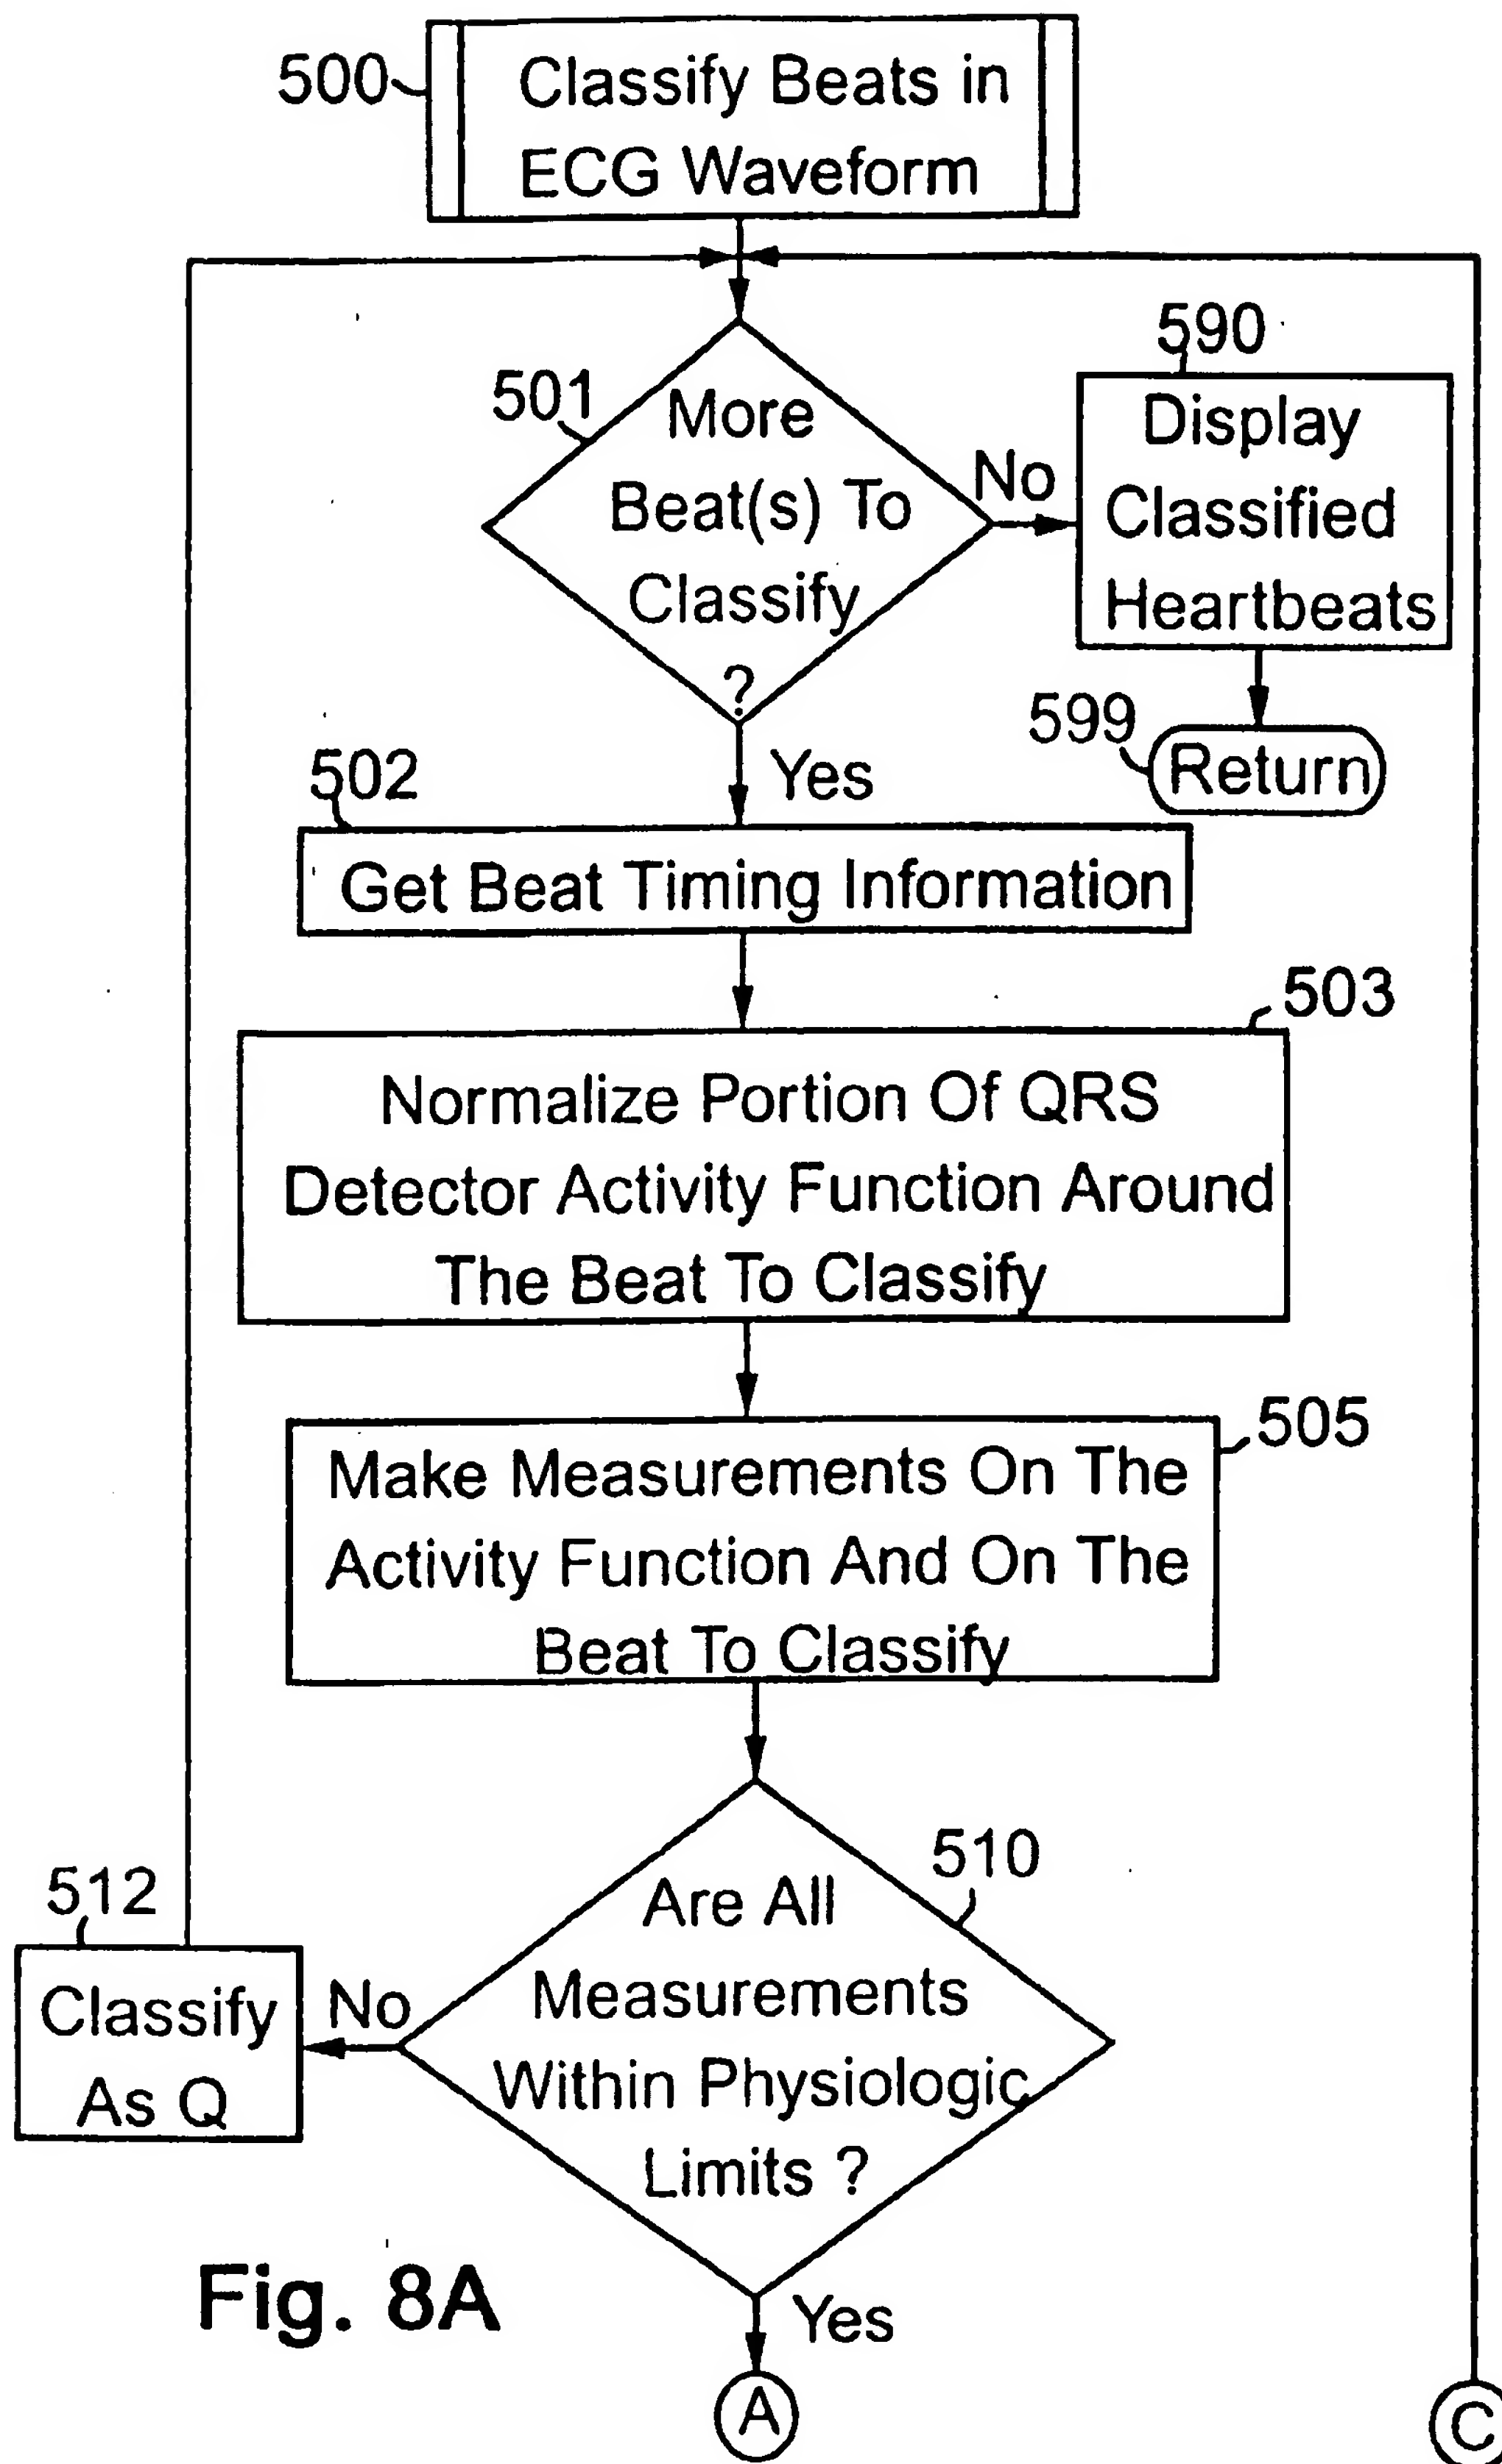 500
Classify Beats in
ECG Waveform
590
501
More
Beat(s) To
Classify
?
No
Display
Classified
Heartbeats
599
Return
Yes
502
Get Beat Timing Information
503
Normalize Portion Of QRS
Detector Activity Function Around
The Beat To Classify
505
Make Measurements On The
Activity Function And On The
Beat To Classify
510
Are All
Measurements
Within Physiologic
Limits ?
512
No
Classify
As Q
Fig. 8A
Yes
A
C